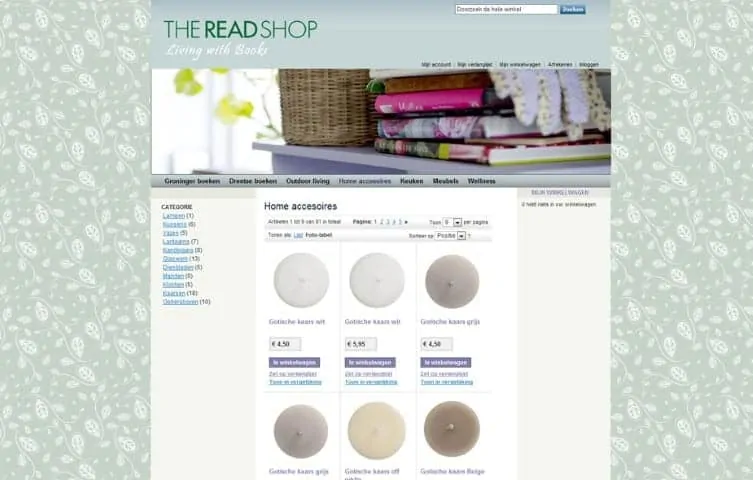 Doorzoek de hele winkel
Zoeken
THE READ SHOP
Living with Books
Mijn account | Mijn verlanglijst | Mijn winkelwagen | Afrekenen | Inloggen
Groninger boeken Drentse boeken Outdoor living Home accesoires Keuken Meubels Wellness
MIJN WINKELWAGEN
U hebt niets in uw winkelwagen.
CATEGORIE
Lampen (1)
Kussens (6)
Vazen (5)
Lantaarns (7)
Kandelaars (8)
Glaswerk (13)
Dienbladen (5)
Manden (5)
Klokken (5)
Kaarsen (18)
Geschenken (10)
Home accesoires
Artikelen 1 tot 9 van 81 in totaal Pagina: 1 2 3 4 5 Toon 9 per pagina
Tonen als: Lijst Foto-tabel Sorteer op Positie
Gotische kaars wit
Gotische kaars wit
Gotische kaars grijs
€ 4,50
€ 5,95
€ 4,50
In winkelwagen
In winkelwagen
In winkelwagen
Zet op verlanglijst
Zet op verlanglijst
Zet op verlanglijst
Toon in vergelijking
Toon in vergelijking
Toon in vergelijking
Gotische kaars grijs
Gotische kaars off
Gotische kaars Beige
white